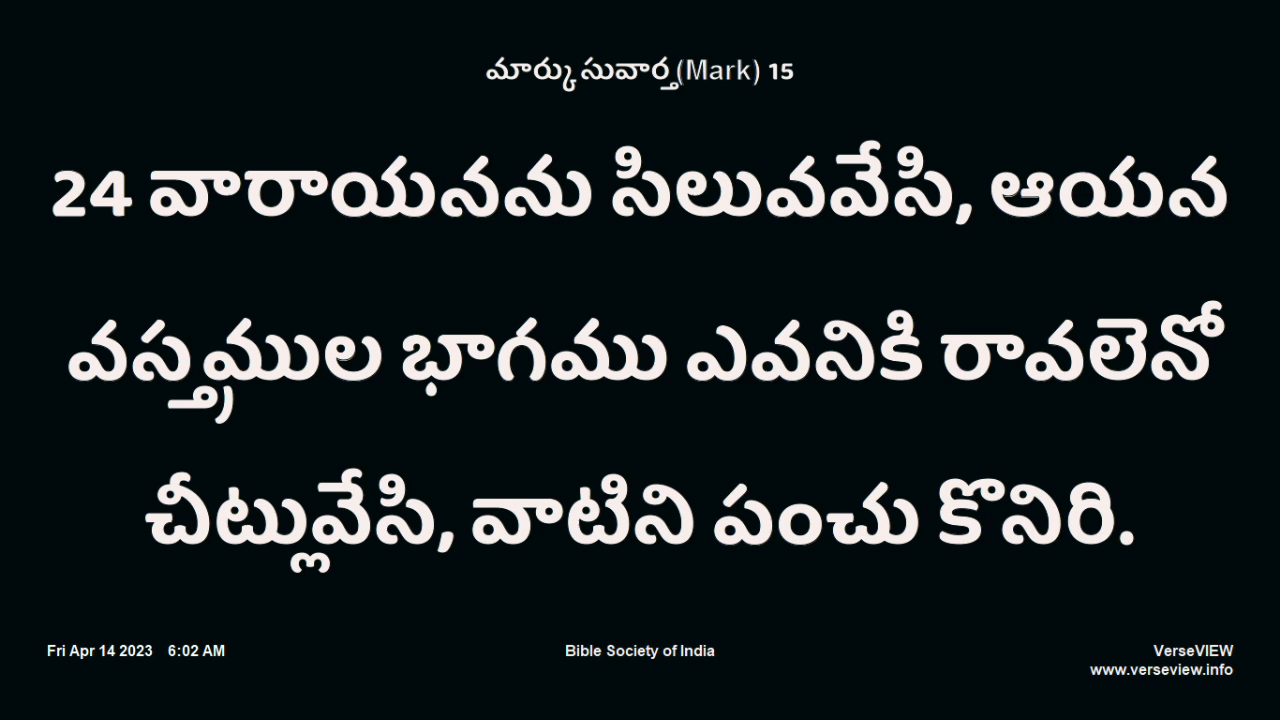 మార్కు సువార్త(Mark) 15
24 వారాయనను సిలువవేసి, ఆయన
వస్త్రముల భాగము ఎవనికి రావలెనో
చీట్లువేసి, వాటిని పంచు కొనిరి.
Fri Apr 14 2023 6:02 AM
Bible Society of India
VerseVIEW
www.verseview.info